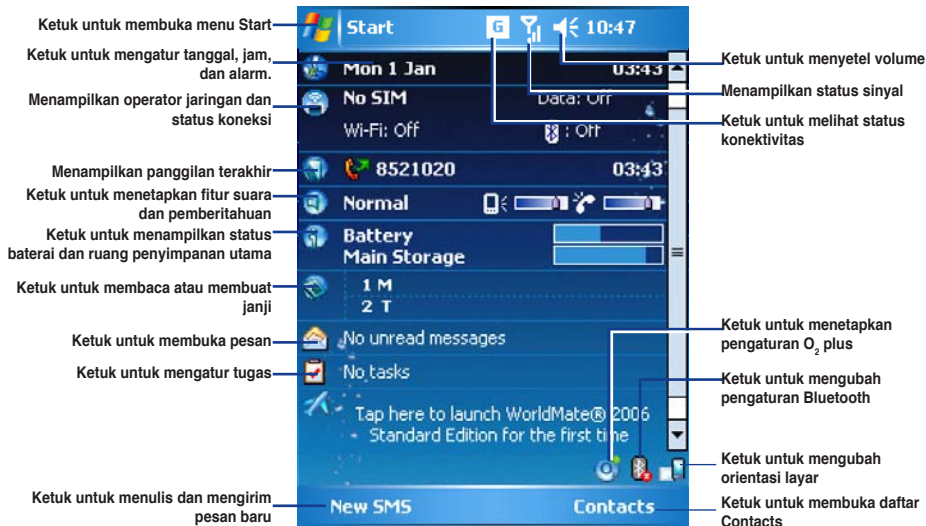 Ketuk untuk membuka menu Start
Ketuk untuk mengatur tanggal, jam,
dan alarm.
Menampilkan operator jaringan dan
status koneksi
Menampilkan panggilan terakhir
Ketuk untuk menetapkan fitur suara
dan pemberitahuan
Ketuk untuk menampilkan status
baterai dan ruang penyimpanan utama
Ketuk untuk membaca atau membuat
janji
Ketuk untuk membuka pesan
Ketuk untuk mengatur tugas
Ketuk untuk menulis dan mengirim
pesan baru
Start G 10:47
Mon 1 Jan 03:43
No SIM Data: Off
Wi-Fi: Off : Off
8521020 03:43
Normal
Battery
Main Storage
1 M
2 T
No unread messages
No tasks
Tap here to launch WorldMate® 2006
Standard Edition for the first time
New SMS Contacts
Ketuk untuk menyetel volume
Menampilkan status sinyal
Ketuk untuk melihat status
konektivitas
Ketuk untuk menetapkan
pengaturan O₂ plus
Ketuk untuk mengubah
pengaturan Bluetooth
Ketuk untuk mengubah
orientasi layar
Ketuk untuk membuka daftar
Contacts